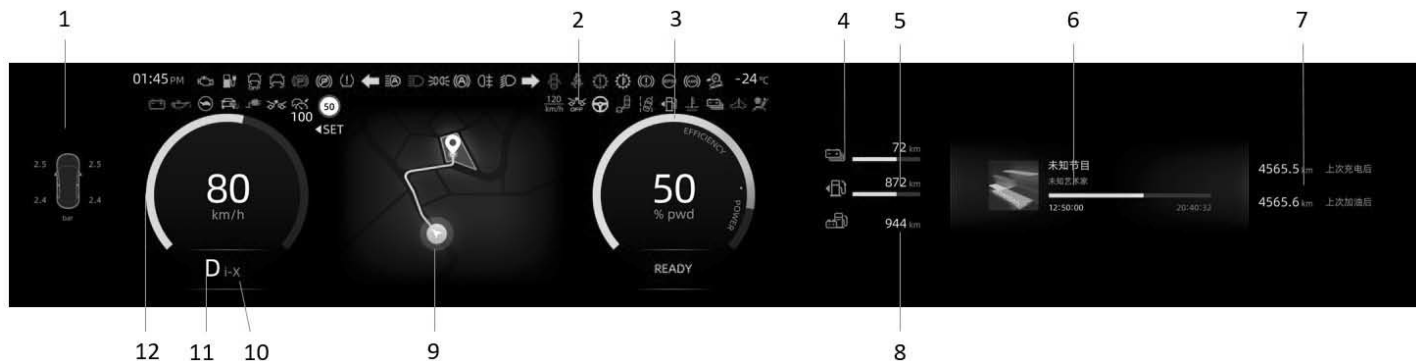 1 2 3 4 5 6 7
01:45 PM -24 ℃
120 km/h OFF
50
100
◀SET
2.5 2.5
2.4 2.4
bar
80
km/h
D i-X
EFFICIENCY
POWER
50
% pwd
READY
72 km
872 km
944 km
未知节目
未知艺术家
12:50:00 20:40:32
4565.5 km 上次充电后
4565.6 km 上次加油后
12 11 10 9 8